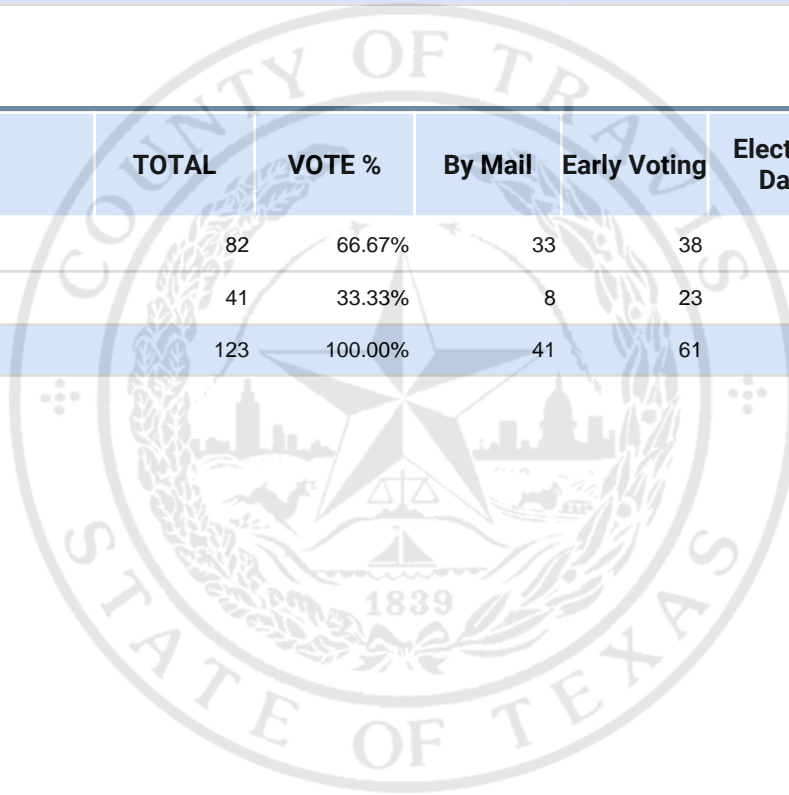 TOTAL VOTE % By Mail Early Voting
82 66.67% 33 38
41 33.33% 8 23
123 100.00% 41 61
COUNTY OF TRAVIS
1839
STATE OF TEXAS